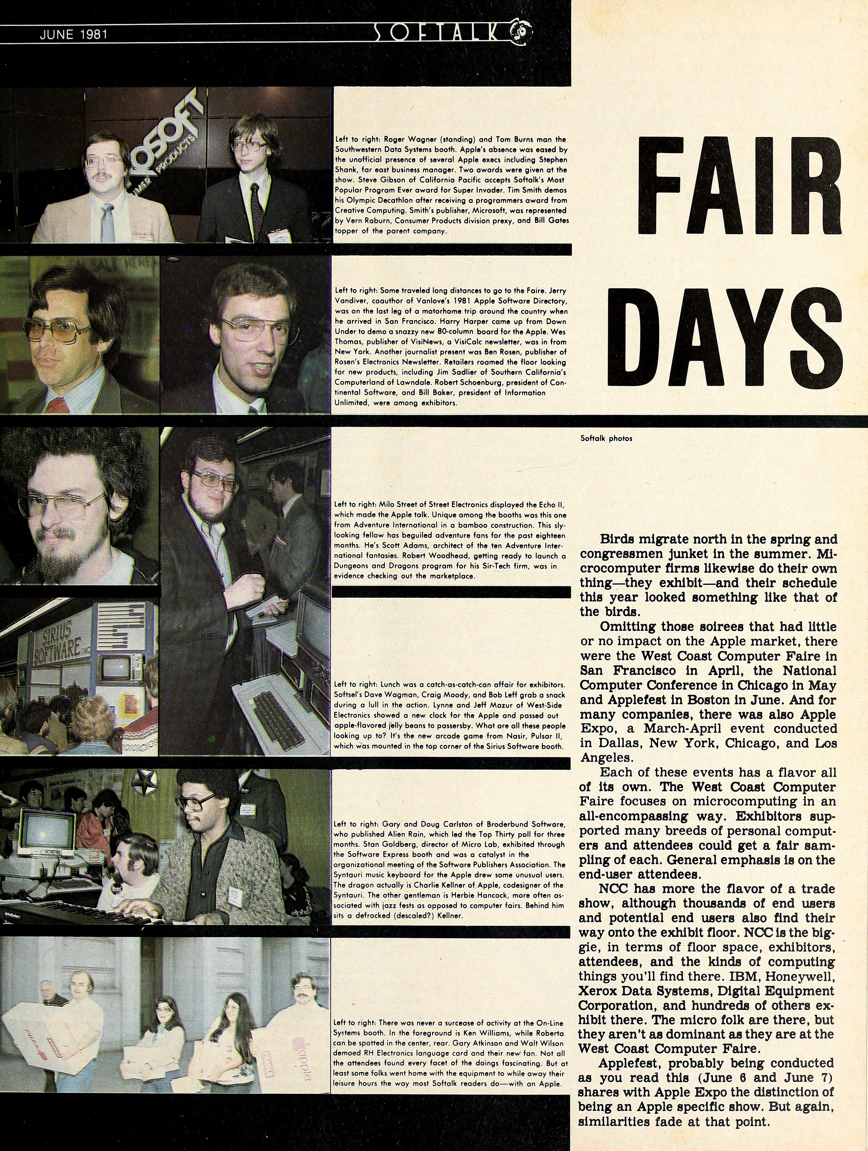 JUNE 1981
SOFTALK
FAIR
DAYS
OSOFT
PRODUCTS
Left to right: Roger Wagner (standing) and Tom Burns man the
Southwestern Data Systems booth. Apple's absence was eased by
the unofficial presence of several Apple execs including Stephen
Shank, far east business manager. Two awards were given at the
show. Steve Gibson of California Pacific accepts Softalk's Most
Popular Program Ever award for Super Invader. Tim Smith demos
his Olympic Decathlon after receiving a programmers award from
Creative Computing. Smith's publisher, Microsoft, was represented
by Vern Raburn, Consumer Products division prexy, and Bill Gates
topper of the parent company.
Left to right: Some traveled long distances to go to the Faire. Jerry
Vandiver, coauthor of Vanlove's 1981 Apple Software Directory,
was on the last leg of a motorhome trip around the country when
he arrived in San Francisco. Harry Harper came up from Down
Under to demo a snazzy new 80-column board for the Apple. Wes
Thomas, publisher of VisiNews, a VisiCalc newsletter, was in from
New York. Another journalist present was Ben Rosen, publisher of
Rosen's Electronics Newsletter. Retailers roamed the floor looking
for new products, including Jim Sadlier of Southern California's
Computerland of Lawndale. Robert Schoenburg, president of Con-
tinental Software, and Bill Baker, president of Information
Unlimited, were among exhibitors.
Softalk photos
Left to right: Milo Street of Street Electronics displayed the Echo II,
which made the Apple talk. Unique among the booths was this one
from Adventure International in a bamboo construction. This sly-
looking fellow has beguiled adventure fans for the past eighteen
months. He's Scott Adams, architect of the ten Adventure Inter-
national fantasies. Robert Woodhead, getting ready to launch a
Dungeons and Dragons program for his Sir-Tech firm, was in
evidence checking out the marketplace.
SIRIUS
SOFTWARE
Left to right: Lunch was a catch-as-catch-can affair for exhibitors.
Softsel's Dave Wagman, Craig Moody, and Bob Leff grab a snack
during a lull in the action. Lynne and Jeff Mazur of West-Side
Electronics showed a new clock for the Apple and passed out
apple-flavored jelly beans to passersby. What are all these people
looking up to? It's the new arcade game from Nasir, Pulsar II,
which was mounted in the top corner of the Sirius Software booth.
Left to right: Gary and Doug Carlston of Broderbund Software,
who published Alien Rain, which led the Top Thirty poll for three
months. Stan Goldberg, director of Micro Lab, exhibited through
the Software Express booth and was a catalyst in the
organizational meeting of the Software Publishers Association. The
Syntauri music keyboard for the Apple drew some unusual users.
The dragon actually is Charlie Kellner of Apple, codesigner of the
Syntauri. The other gentleman is Herbie Hancock, more often as-
sociated with jazz fests as opposed to computer fairs. Behind him
sits a defrocked (descaled?) Kellner.
Left to right: There was never a surcease of activity at the On-Line
Systems booth. In the foreground is Ken Williams, while Roberta
can be spotted in the center, rear. Gary Atkinson and Walt Wilson
demoed RH Electronics language card and their new fan. Not all
the attendees found every facet of the doings fascinating. But at
least some folks went home with the equipment to while away their
leisure hours the way most Softalk readers do—with an Apple.
Birds migrate north in the spring and
congressmen junket in the summer. Mi-
crocomputer firms likewise do their own
thing—they exhibit—and their schedule
this year looked something like that of
the birds.
Omitting those soirees that had little
or no impact on the Apple market, there
were the West Coast Computer Faire in
San Francisco in April, the National
Computer Conference in Chicago in May
and Applefest in Boston in June. And for
many companies, there was also Apple
Expo, a March-April event conducted
in Dallas, New York, Chicago, and Los
Angeles.
Each of these events has a flavor all
of its own. The West Coast Computer
Faire focuses on microcomputing in an
all-encompassing way. Exhibitors sup-
ported many breeds of personal comput-
ers and attendees could get a fair sam-
pling of each. General emphasis is on the
end-user attendees.
NCC has more the flavor of a trade
show, although thousands of end users
and potential end users also find their
way onto the exhibit floor. NCC is the big-
gie, in terms of floor space, exhibitors,
attendees, and the kinds of computing
things you'll find there. IBM, Honeywell,
Xerox Data Systems, Digital Equipment
Corporation, and hundreds of others ex-
hibit there. The micro folk are there, but
they aren't as dominant as they are at the
West Coast Computer Faire.
Applefest, probably being conducted
as you read this (June 6 and June 7)
shares with Apple Expo the distinction of
being an Apple specific show. But again,
similarities fade at that point.